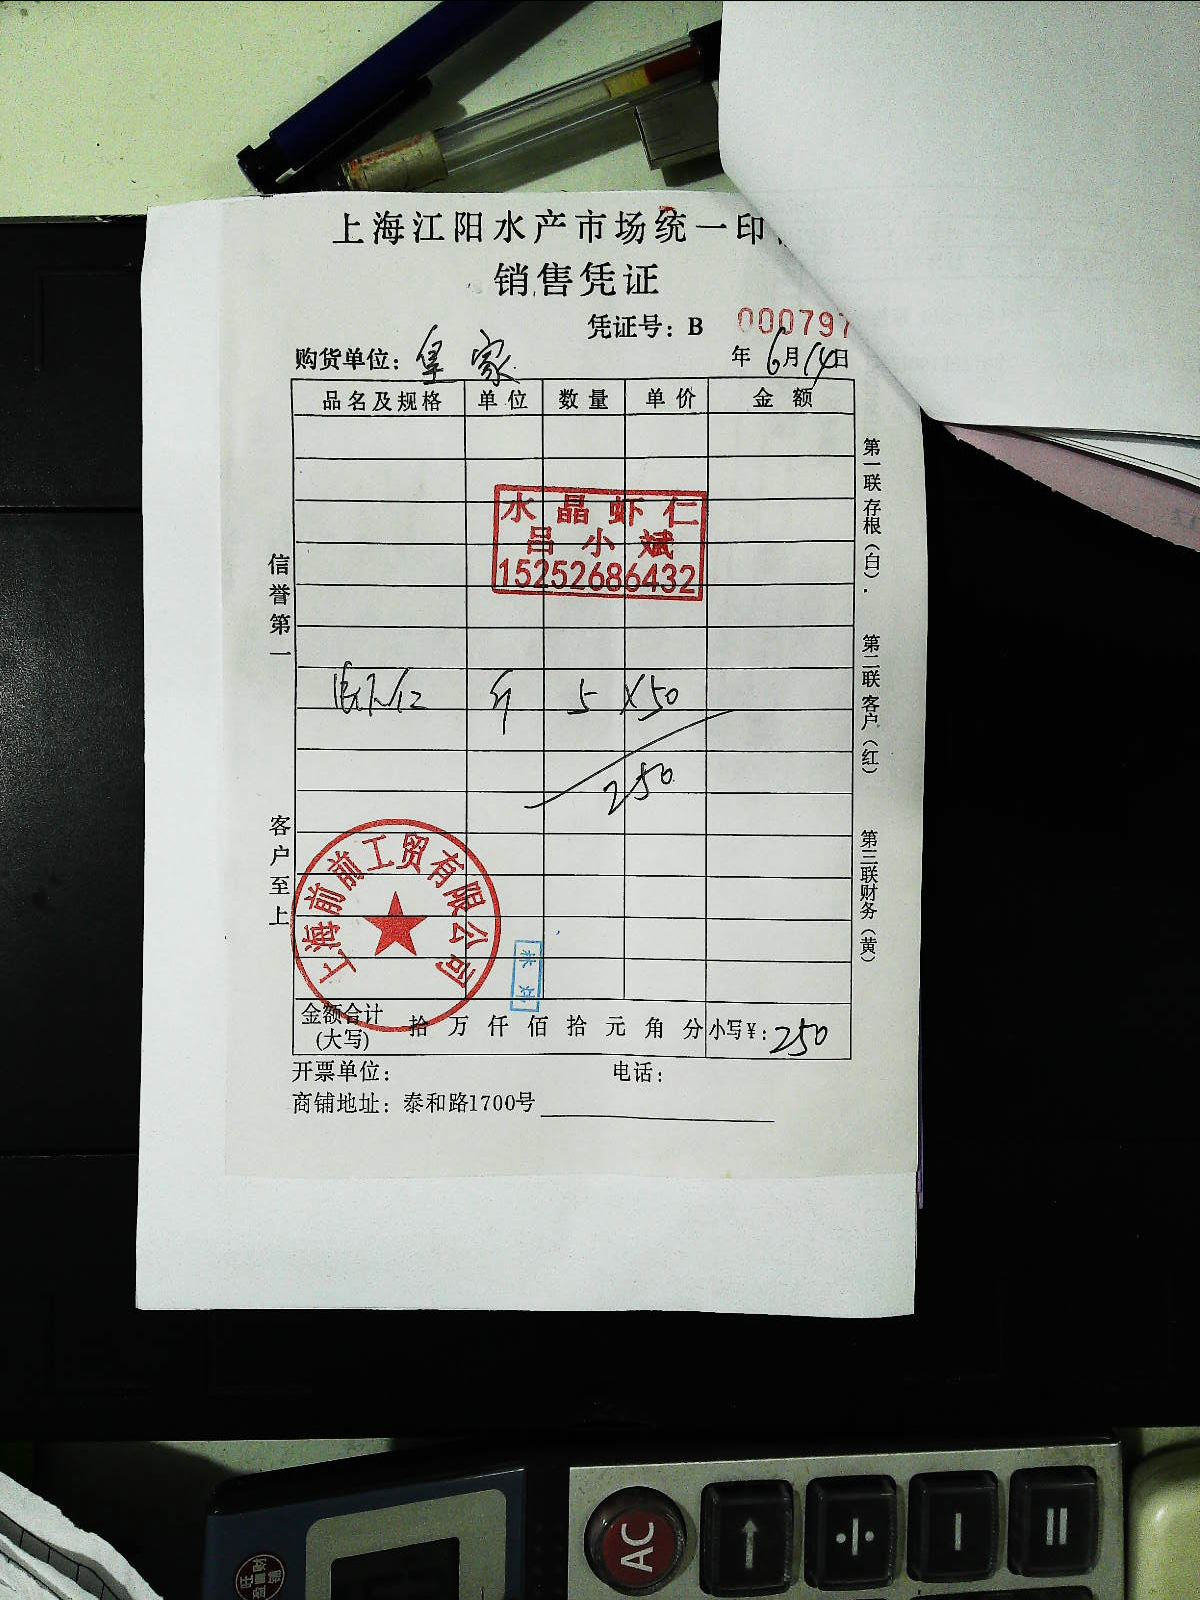 上海江阳水产市场统一印
销售凭证
凭证号：B 000797
购货单位：皇家 年6月14日
品名及规格 单位 数量 单价 金额
水晶虾仁
吕小斌
15252686432
斤 5 ×50
250
信誉第一
客户至上
第一联存根（白）.
第二联客户（红）
第三联财务（黄）
上海前前工贸有限公司
金额合计(大写) 拾万仟佰拾元角分 小写¥：250
开票单位： 电话：
商铺地址：泰和路1700号
AC ↑ ÷ − =